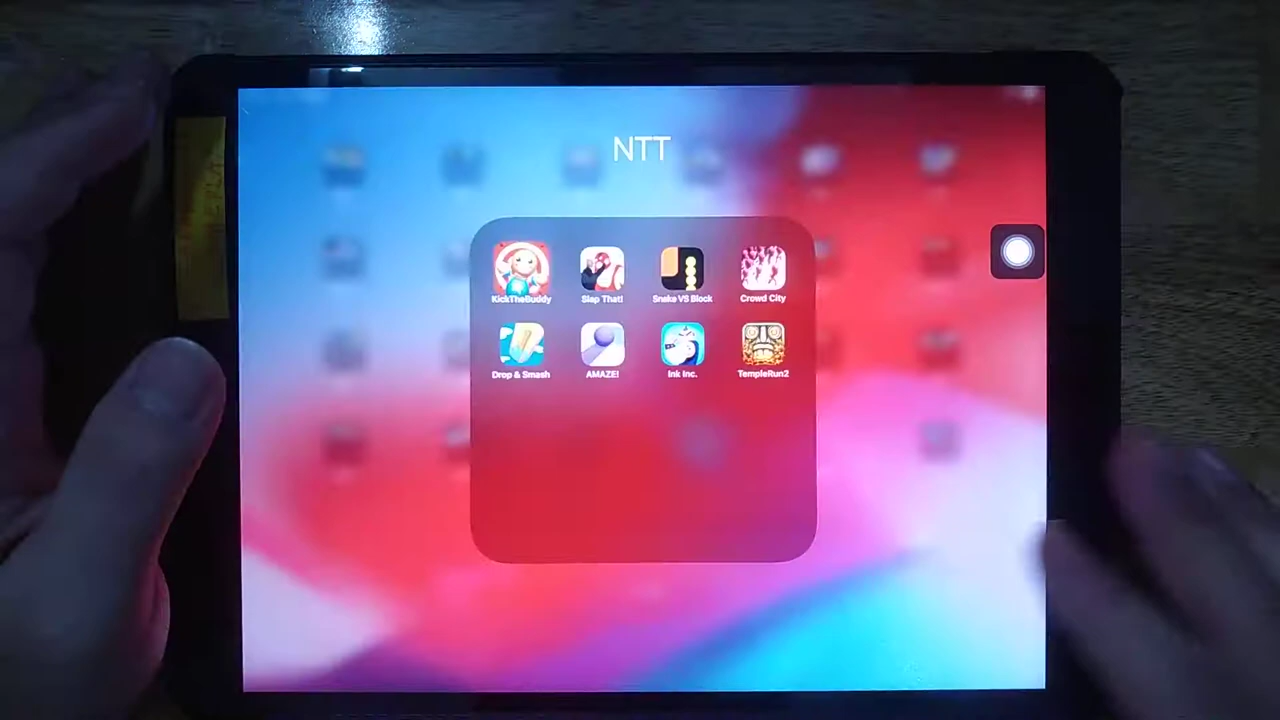 NTT
KickTheBuddy
Slap That!
Snake VS Block
Crowd City
Drop & Smash
AMAZE!
Ink Inc.
TempleRun2